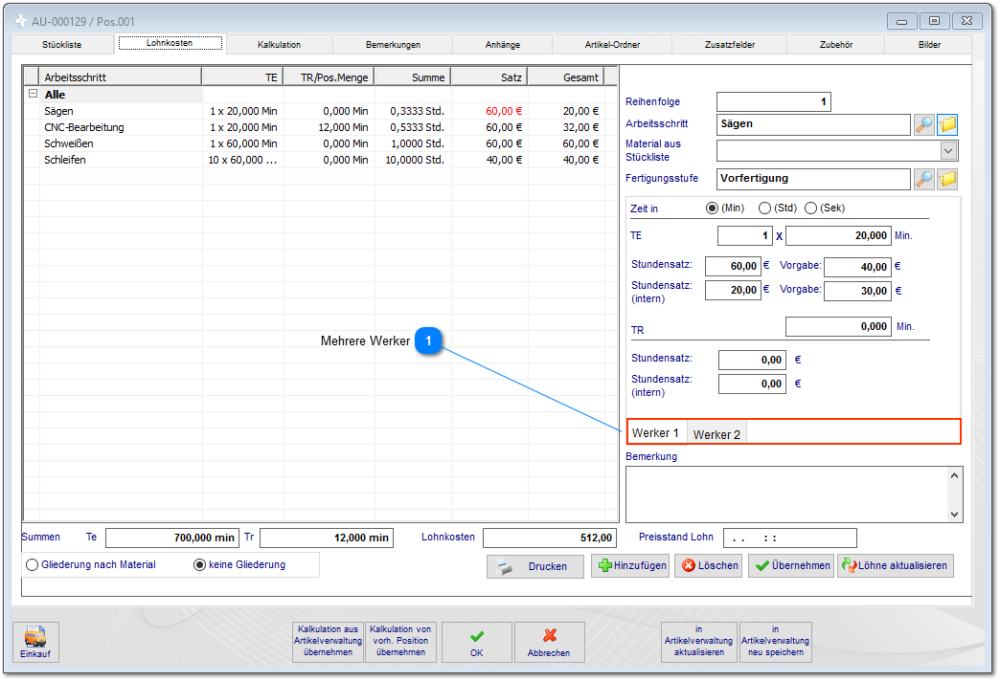 AU-000129 / Pos.001
Stückliste Lohnkosten Kalkulation Bemerkungen Anhänge Artikel-Ordner Zusatzfelder Zubehör Bilder
Arbeitsschritt TE TR/Pos.Menge Summe Satz Gesamt
Alle
Sägen 1 x 20,000 Min 0,000 Min 0,3333 Std. 60,00 € 20,00 €
CNC-Bearbeitung 1 x 20,000 Min 12,000 Min 0,5333 Std. 60,00 € 32,00 €
Schweißen 1 x 60,000 Min 0,000 Min 1,0000 Std. 60,00 € 60,00 €
Schleifen 10 x 60,000 ... 0,000 Min 10,0000 Std. 40,00 € 40,00 €
Mehrere Werker 1
Reihenfolge 1
Arbeitsschritt Sägen
Material aus
Stückliste
Fertigungsstufe Vorfertigung
Zeit in (Min) (Std) (Sek)
TE 1 X 20,000 Min.
Stundensatz: 60,00 € Vorgabe: 40,00 €
Stundensatz: 20,00 € Vorgabe: 30,00 €
(intern)
TR 0,000 Min.
Stundensatz: 0,00 €
Stundensatz: 0,00 €
(intern)
Werker 1 Werker 2
Bemerkung
Summen Te 700,000 min Tr 12,000 min Lohnkosten 512,00 Preisstand Lohn . . : :
Gliederung nach Material keine Gliederung Drucken Hinzufügen Löschen Übernehmen Löhne aktualisieren
Einkauf
Kalkulation aus
Artikelverwaltung
übernehmen
Kalkulation von
vorh. Position
übernehmen
OK
Abbrechen
in
Artikelverwaltung
aktualisieren
in
Artikelverwaltung
neu speichern